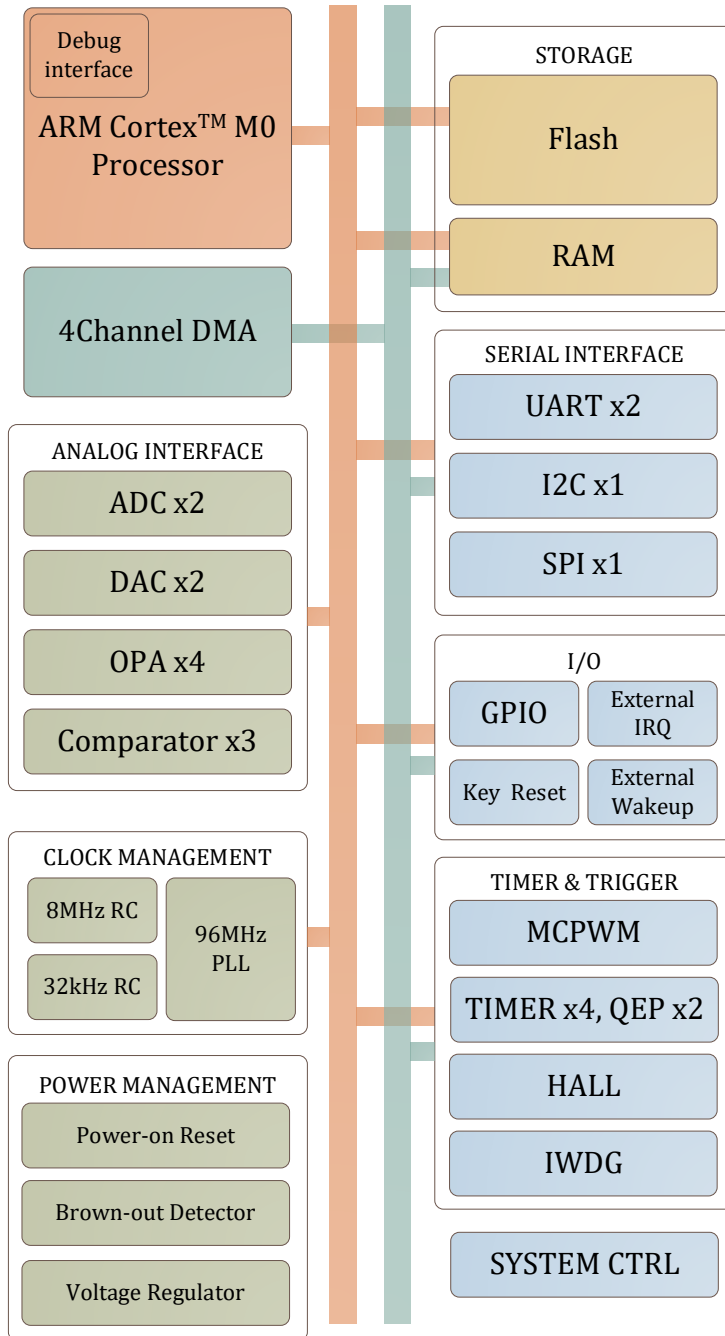 Debug
interface
ARM Cortex™ M0
Processor
4Channel DMA
ANALOG INTERFACE
ADC x2
DAC x2
OPA x4
Comparator x3
CLOCK MANAGEMENT
8MHz RC
32kHz RC
96MHz
PLL
POWER MANAGEMENT
Power-on Reset
Brown-out Detector
Voltage Regulator
STORAGE
Flash
RAM
SERIAL INTERFACE
UART x2
I2C x1
SPI x1
I/O
GPIO
External
IRQ
Key Reset
External
Wakeup
TIMER & TRIGGER
MCPWM
TIMER x4, QEP x2
HALL
IWDG
SYSTEM CTRL